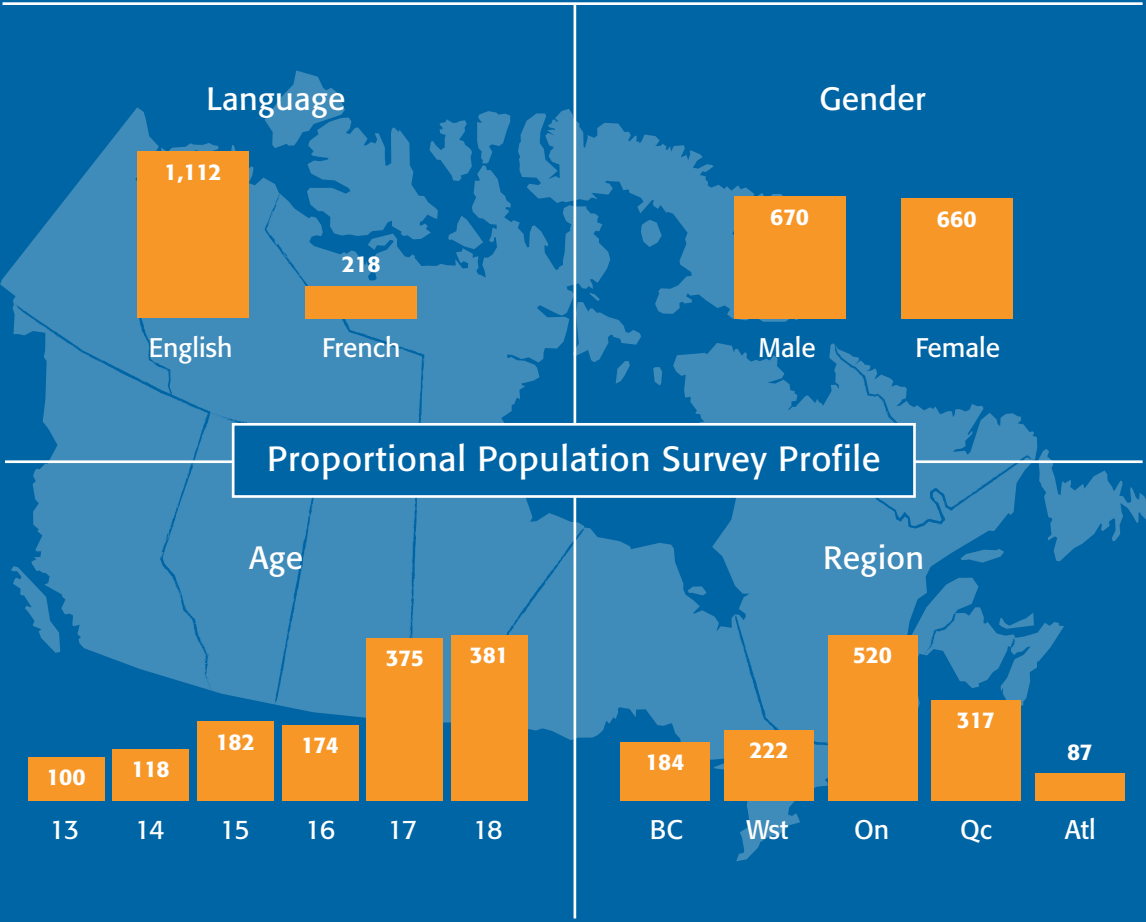 Language
1,112
218
English French
Gender
670
660
Male Female
Proportional Population Survey Profile
Age
100
118
182
174
375
381
13 14 15 16 17 18
Region
184
222
520
317
87
BC Wst On Qc Atl